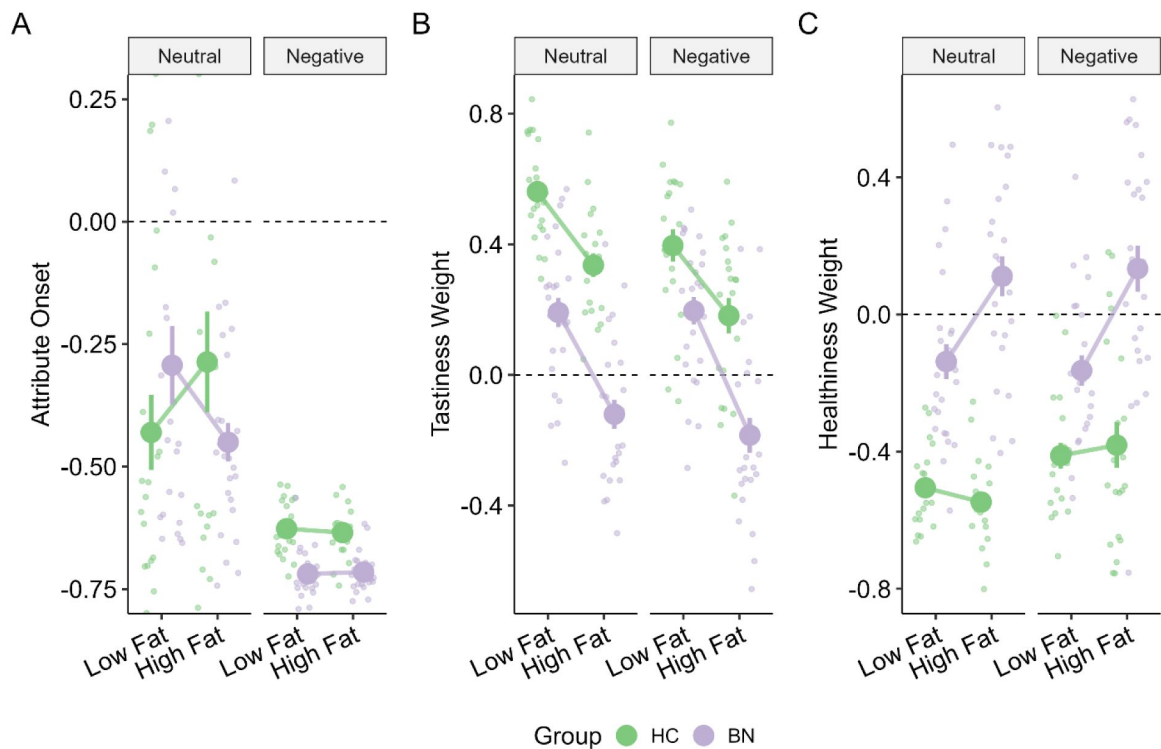 A
B
C
Neutral
Negative
Neutral
Negative
Neutral
Negative
Attribute Onset
0.25
0.00
-0.25
-0.50
-0.75
Low Fat
High Fat
Low Fat
High Fat
Tastiness Weight
0.8
0.4
0.0
-0.4
Low Fat
High Fat
Low Fat
High Fat
Healthiness Weight
0.4
0.0
-0.4
-0.8
Low Fat
High Fat
Low Fat
High Fat
Group HC BN